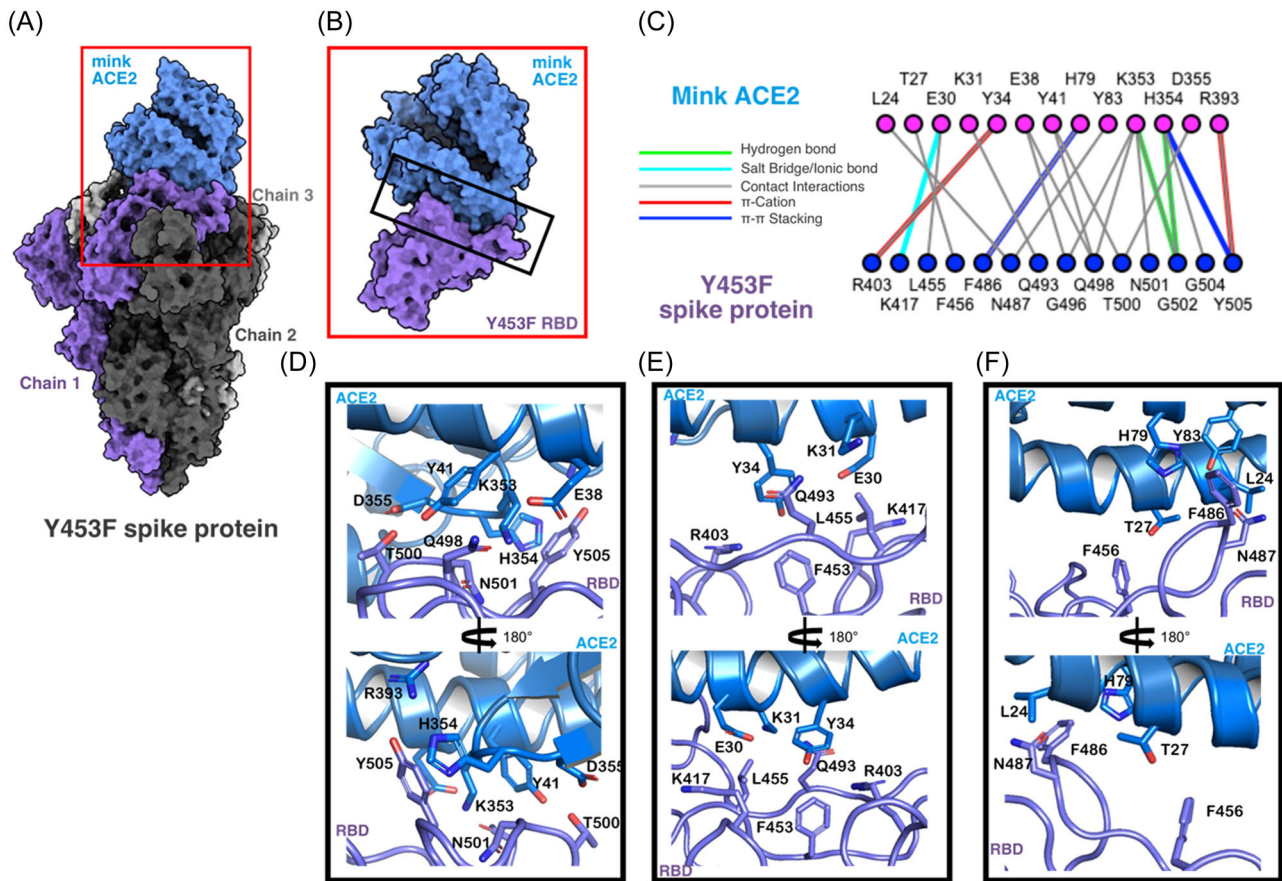 (A)
mink
ACE2
Chain 3
Chain 2
Chain 1
Y453F spike protein
(B)
mink
ACE2
Y453F RBD
(C)
Mink ACE2
T27 K31 E38 H79 K353 D355
L24 E30 Y34 Y41 Y83 H354 R393
Hydrogen bond
Salt Bridge/Ionic bond
Contact Interactions
π-Cation
π-π Stacking
Y453F
spike protein
R403 L455 F486 Q493 Q498 N501 G504
K417 F456 N487 G496 T500 G502 Y505
(D)
ACE2
Y41
K353
D355
E38
Q498
T500
H354
Y505
N501
RBD
180°
ACE2
R393
H354
Y505
Y41
D355
K353
T500
RBD
N501
(E)
ACE2
K31
Y34
E30
Q493
L455
K417
R403
F453
RBD
180°
ACE2
K31
Y34
E30
Q493
K417
L455
R403
F453
RBD
(F)
ACE2
H79
Y83
L24
F486
T27
F456
N487
RBD
180°
ACE2
H79
L24
F486
T27
N487
F456
RBD